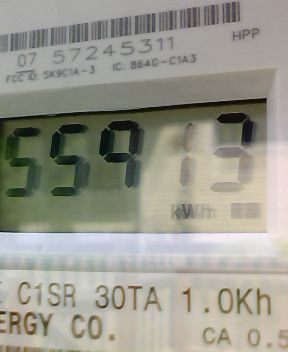 07 57245311
HPP
FCC ID: SK9C1A-3 IC: 864G-C1A3
55913
kWh
C1SR 30TA 1.0Kh
ERGY CO.
CA 0.5